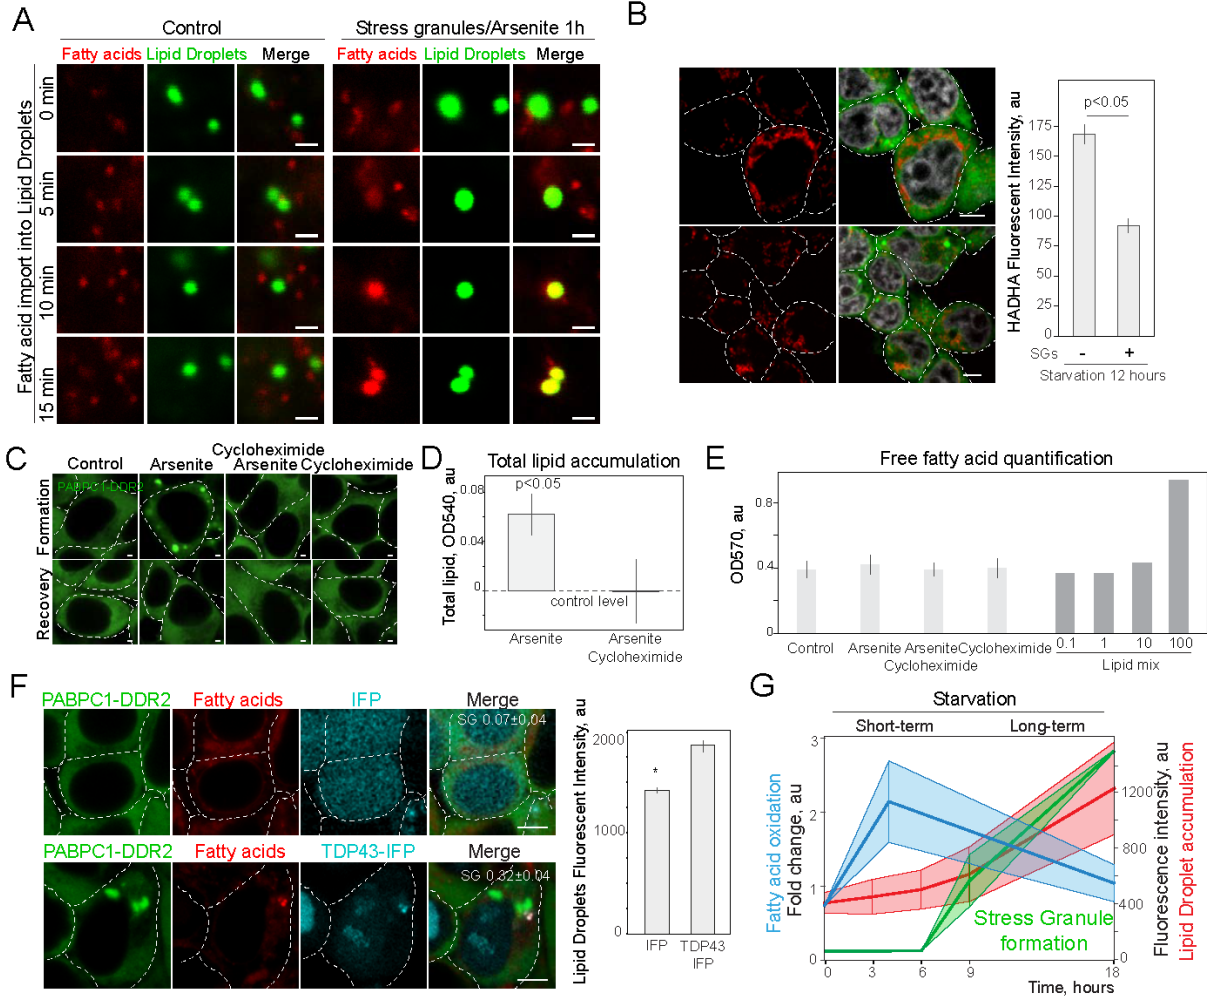 A
Control
Stress granules/Arsenite 1h
Fatty acids Lipid Droplets Merge
Fatty acids Lipid Droplets Merge
Fatty acid import into Lipid Droplets
0 min
5 min
10 min
15 min
B
HADHA Fluorescent Intensity, au
p<0.05
175
150
125
100
75
50
25
0
SGs - +
Starvation 12 hours
C
Control
Arsenite
Cycloheximide
Arsenite
Cycloheximide
PABPC1-DDR2
Formation
Recovery
D
Total lipid accumulation
Total lipid, OD540, au
0.08
0.04
0
p<0.05
control level
Arsenite
Arsenite
Cycloheximide
E
Free fatty acid quantification
OD570, au
0.8
0.4
0
Control
Arsenite
Arsenite
Cycloheximide
Cycloheximide
0.1 1 10 100
Lipid mix
F
PABPC1-DDR2 Fatty acids IFP Merge
SG 0.07±0.04
PABPC1-DDR2 Fatty acids TDP43-IFP Merge
SG 0.32±0.04
Lipid Droplets Fluorescent Intensity, au
2000
1000
0
*
IFP
TDP43
IFP
G
Starvation
Short-term
Long-term
Fatty acid oxidation
Fold change, au
3
2
1
0
Stress Granule
formation
1200
800
400
0
Fluorescence intensity, au
Lipid Droplet accumulation
0 3 6 9 18
Time, hours